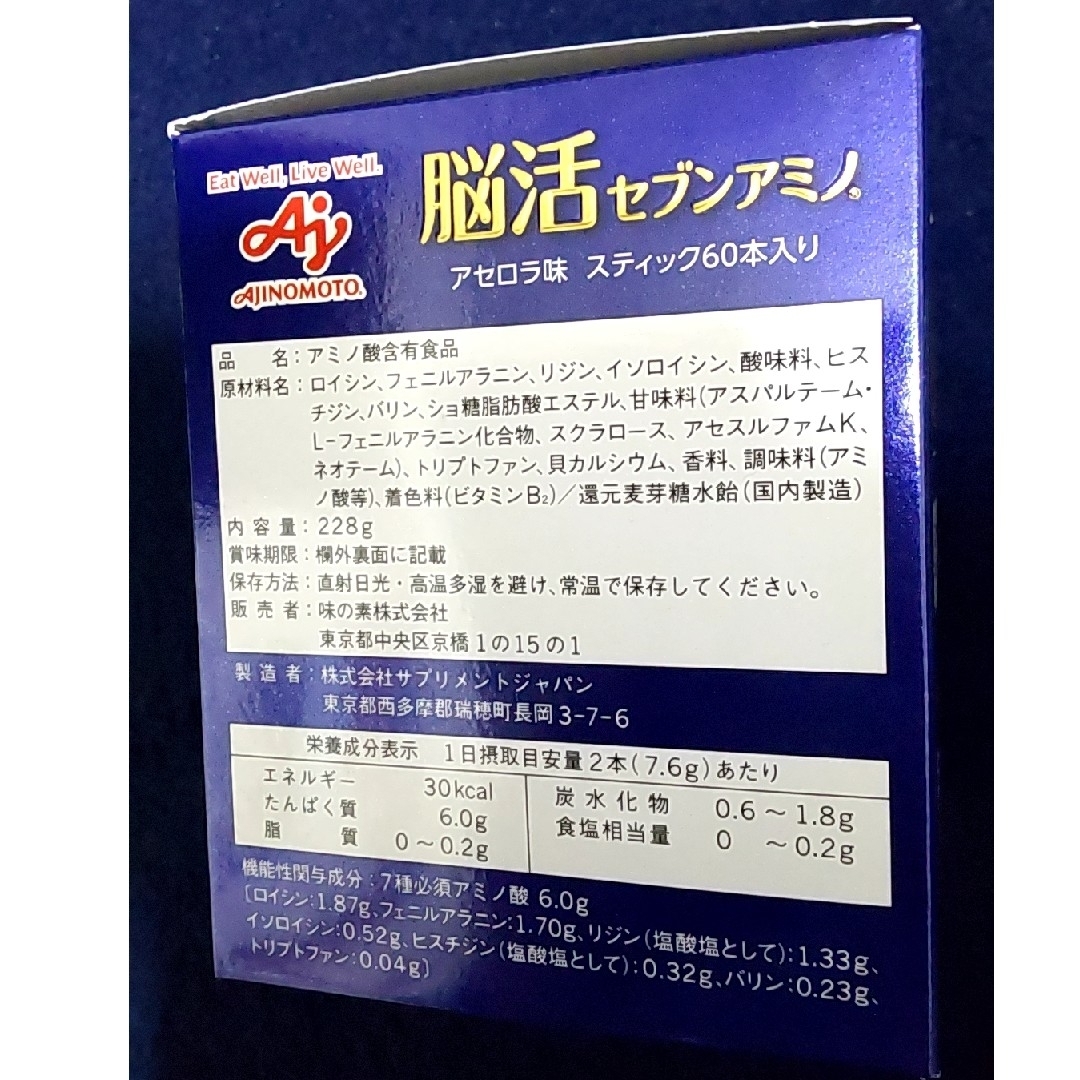 Eat Well, Live Well.
Aj
AJINOMOTO®
脳活セブンアミノ®
アセロラ味 スティック60本入り
品 名：アミノ酸含有食品
原材料名：ロイシン、フェニルアラニン、リジン、イソロイシン、酸味料、ヒス
チジン、バリン、ショ糖脂肪酸エステル、甘味料（アスパルテーム・
L-フェニルアラニン化合物、スクラロース、アセスルファムK、
ネオテーム）、トリプトファン、貝カルシウム、香料、調味料（アミ
ノ酸等）、着色料（ビタミンB₂）／還元麦芽糖水飴（国内製造）
内容量：228g
賞味期限：欄外裏面に記載
保存方法：直射日光・高温多湿を避け、常温で保存してください。
販売者：味の素株式会社
東京都中央区京橋1の15の1
製造者：株式会社サプリメントジャパン
東京都西多摩郡瑞穂町長岡3-7-6
栄養成分表示 1日摂取目安量2本（7.6g）あたり
エネルギー 30kcal
たんぱく質 6.0g
脂質 0～0.2g
炭水化物 0.6～1.8g
食塩相当量 0～0.2g
機能性関与成分：7種必須アミノ酸 6.0g
〔ロイシン：1.87g、フェニルアラニン：1.70g、リジン（塩酸塩として）：1.33g、
イソロイシン：0.52g、ヒスチジン（塩酸塩として）：0.32g、バリン：0.23g、
トリプトファン：0.04g〕